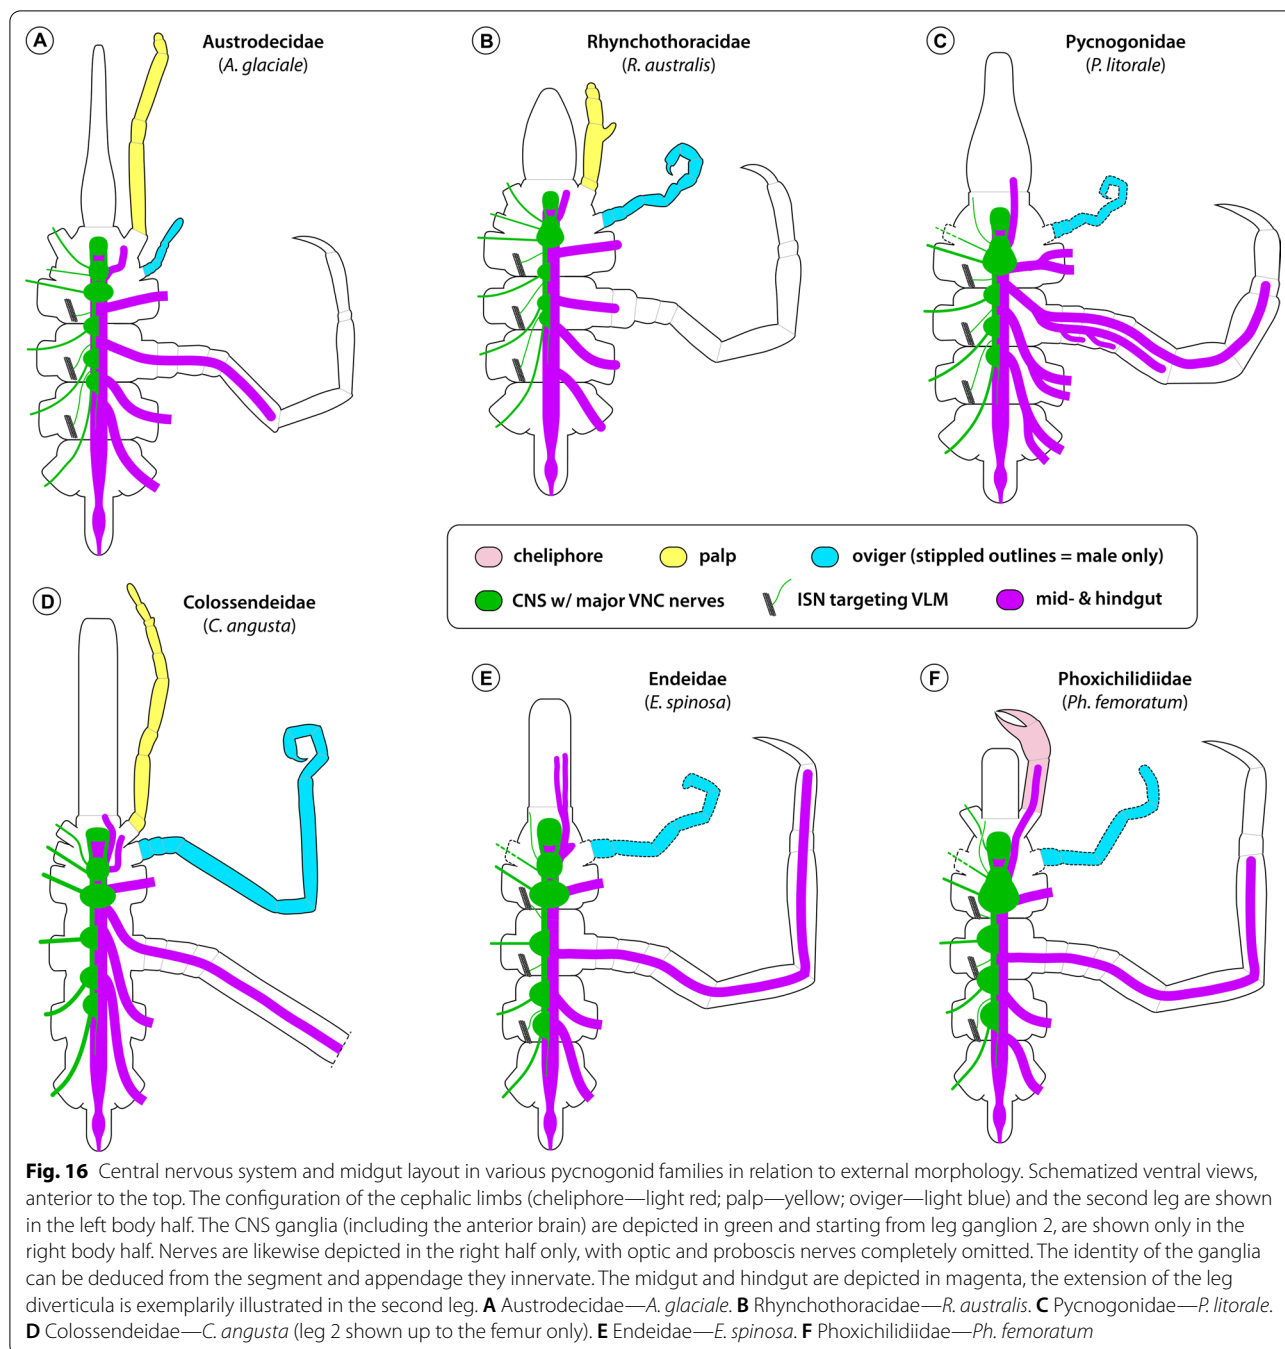 A
Austrodecidae
(A. glaciale)
B
Rhynchothoracidae
(R. australis)
C
Pycnogonidae
(P. litorale)
cheliphore
palp
oviger (stippled outlines = male only)
CNS w/ major VNC nerves
ISN targeting VLM
mid- & hindgut
D
Colossendeidae
(C. angusta)
E
Endeidae
(E. spinosa)
F
Phoxichilidiidae
(Ph. femoratum)
Fig. 16 Central nervous system and midgut layout in various pycnogonid families in relation to external morphology. Schematized ventral views,
anterior to the top. The configuration of the cephalic limbs (cheliphore—light red; palp—yellow; oviger—light blue) and the second leg are shown
in the left body half. The CNS ganglia (including the anterior brain) are depicted in green and starting from leg ganglion 2, are shown only in the
right body half. Nerves are likewise depicted in the right half only, with optic and proboscis nerves completely omitted. The identity of the ganglia
can be deduced from the segment and appendage they innervate. The midgut and hindgut are depicted in magenta, the extension of the leg
diverticula is exemplarily illustrated in the second leg. A Austrodecidae—A. glaciale. B Rhynchothoracidae—R. australis. C Pycnogonidae—P. litorale.
D Colossendeidae—C. angusta (leg 2 shown up to the femur only). E Endeidae—E. spinosa. F Phoxichilidiidae—Ph. femoratum